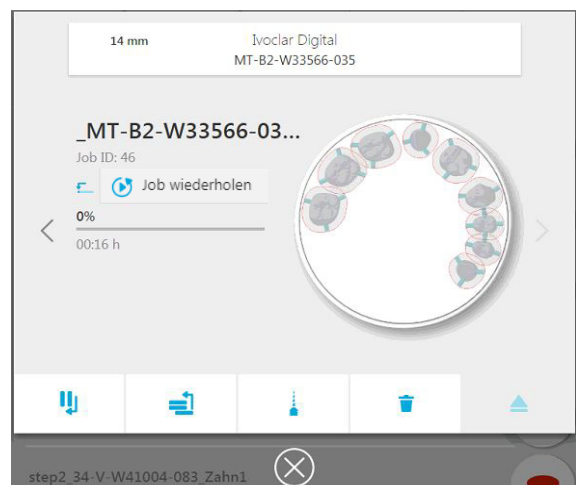 14 mm
Ivoclar Digital
MT-B2-W33566-035
_MT-B2-W33566-03...
Job ID: 46
Job wiederholen
0%
00:16 h
step2_34-V-W41004-083_Zahn1